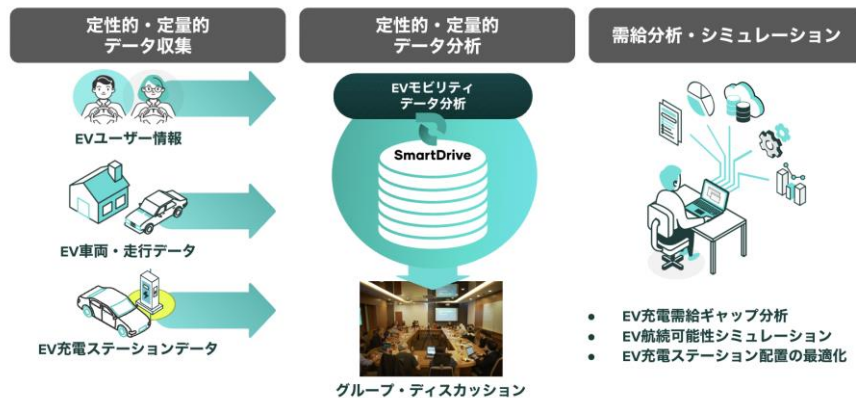 定性的・定量的
データ収集
EVユーザー情報
EV車両・走行データ
EV充電ステーションデータ
定性的・定量的
データ分析
EVモビリティ
データ分析
SmartDrive
グループ・ディスカッション
需給分析・シミュレーション
• EV充電需給ギャップ分析
• EV航続可能性シミュレーション
• EV充電ステーション配置の最適化